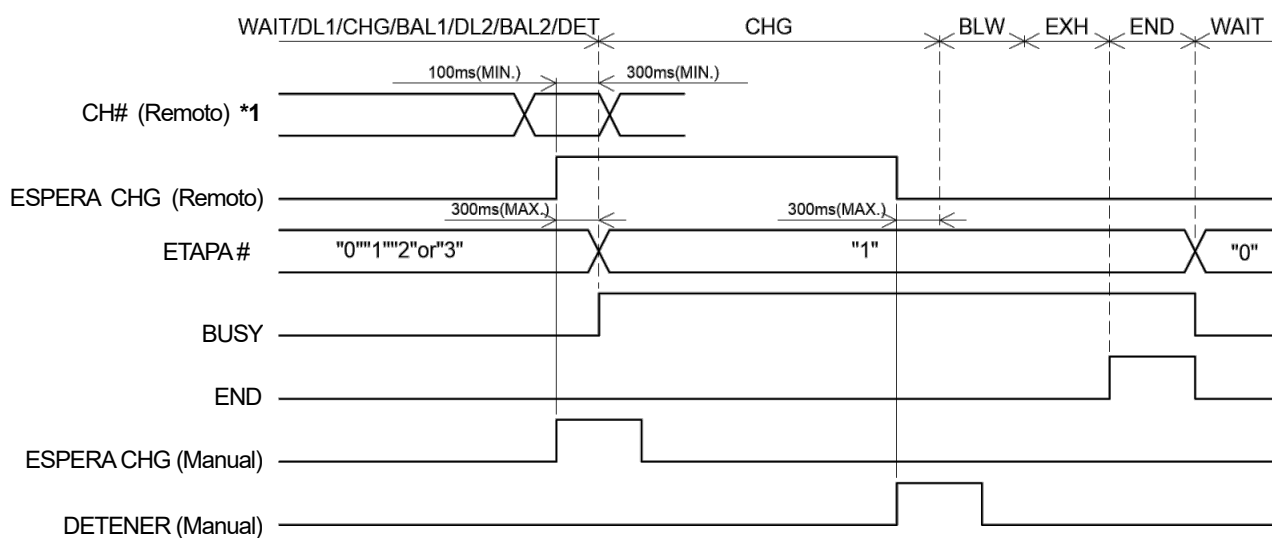 WAIT/DL1/CHG/BAL1/DL2/BAL2/DET CHG BLW EXH END WAIT
100ms(MIN.) 300ms(MIN.)
CH# (Remoto) *1
ESPERA CHG (Remoto)
300ms(MAX.) 300ms(MAX.)
ETAPA # "0""1""2"or"3" "1" "0"
BUSY
END
ESPERA CHG (Manual)
DETENER (Manual)